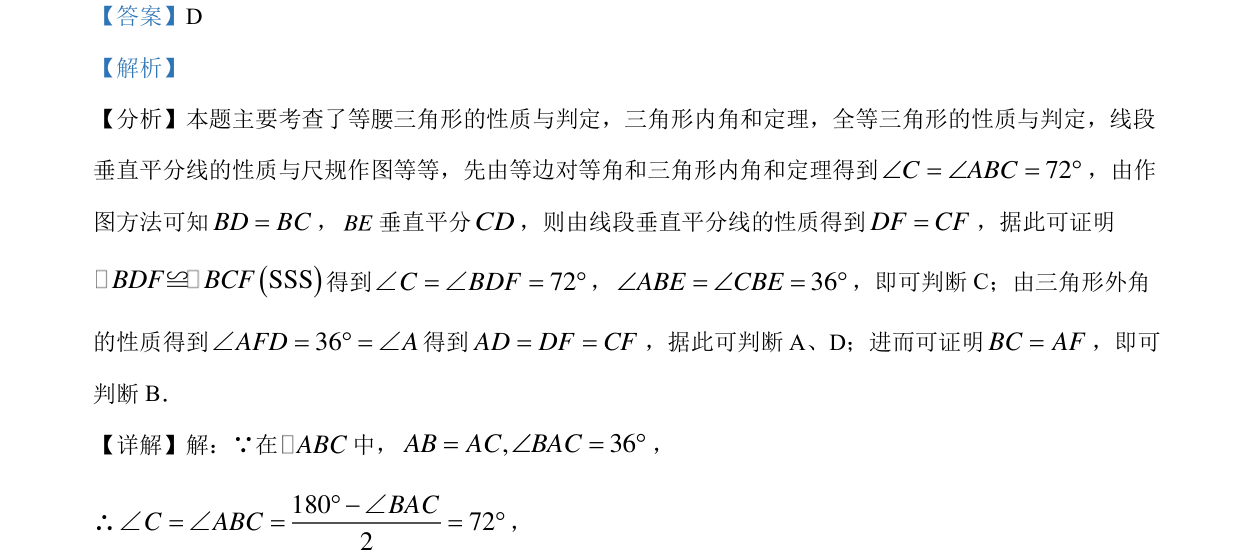 【答案】D
【解析】
【分析】本题主要考查了等腰三角形的性质与判定，三角形内角和定理，全等三角形的性质与判定，线段
垂直平分线的性质与尺规作图等等，先由等边对等角和三角形内角和定理得到∠C = ∠ABC = 72°，由作
图方法可知BD = BC，BE 垂直平分CD，则由线段垂直平分线的性质得到DF = CF，据此可证明
□BDF≌□BCF(SSS)得到∠C = ∠BDF = 72°，∠ABE = ∠CBE = 36°，即可判断 C；由三角形外角
的性质得到∠AFD = 36° = ∠A 得到 AD = DF = CF，据此可判断 A、D；进而可证明BC = AF，即可
判断 B．
【详解】解：∵在□ABC 中，AB = AC,∠BAC = 36°，
∴∠C = ∠ABC = (180° − ∠BAC)/2 = 72°，